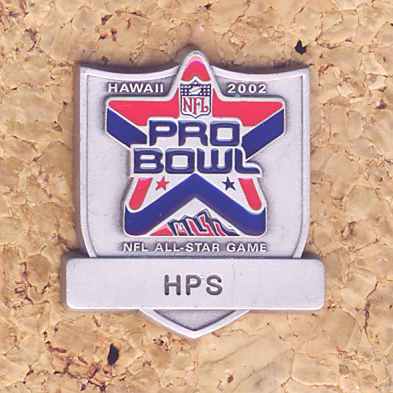 HAWAII 2002
NFL
PRO
BOWL
NFL ALL-STAR GAME
HPS